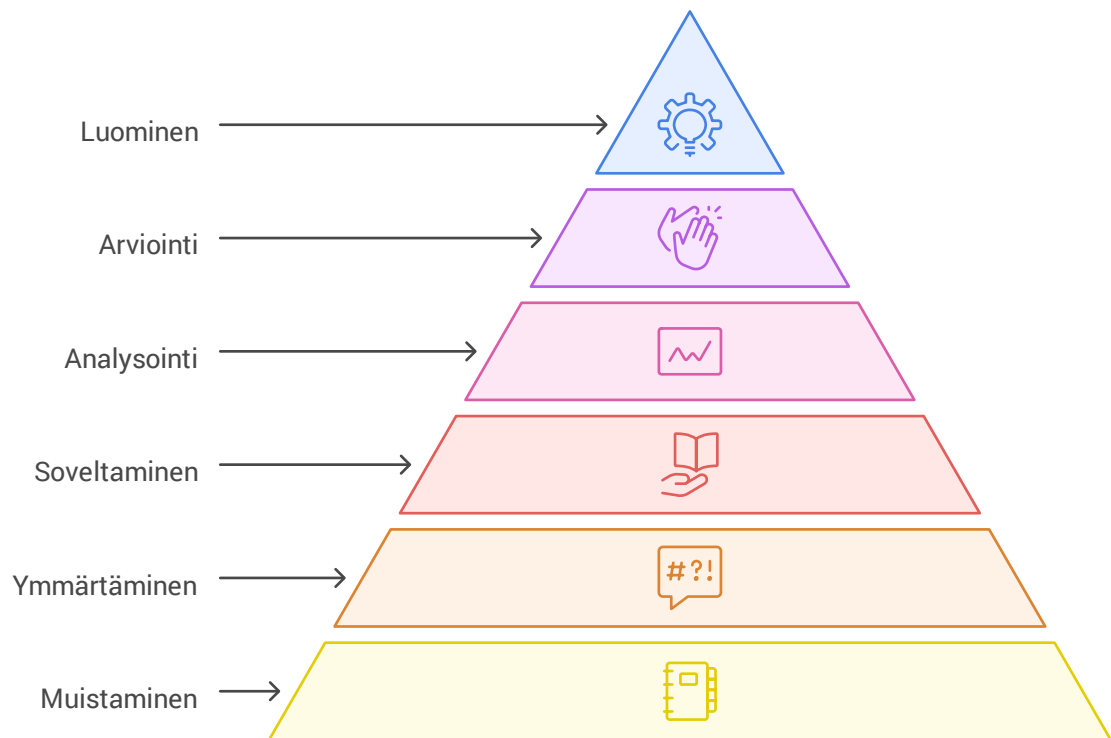 Luominen
Arviointi
Analysointi
Soveltaminen
Ymmärtäminen
#?!
Muistaminen